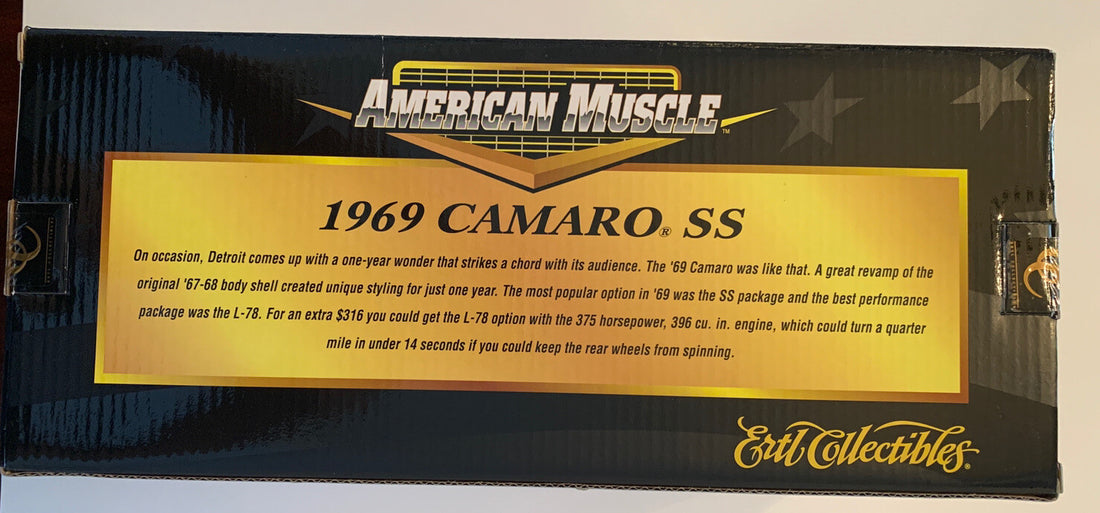 AMERICAN MUSCLE™
1969 CAMARO® SS
On occasion, Detroit comes up with a one-year wonder that strikes a chord with its audience. The '69 Camaro was like that. A great revamp of the
original '67-68 body shell created unique styling for just one year. The most popular option in '69 was the SS package and the best performance
package was the L-78. For an extra $316 you could get the L-78 option with the 375 horsepower, 396 cu. in. engine, which could turn a quarter
mile in under 14 seconds if you could keep the rear wheels from spinning.
Ertl Collectibles®